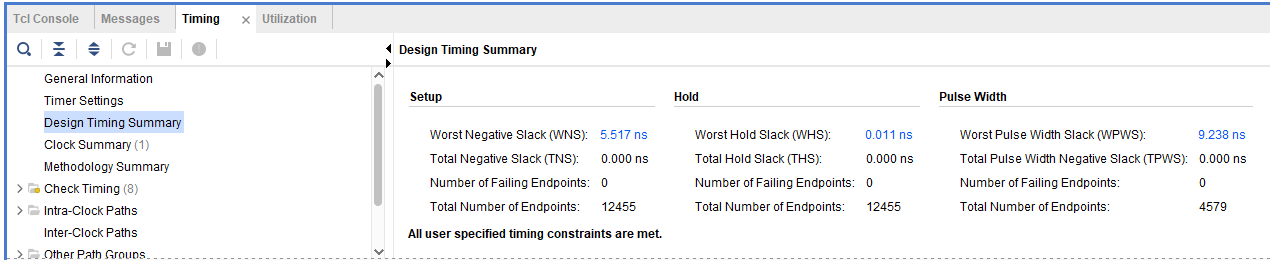 Tcl Console Messages Timing × Utilization
Design Timing Summary
General Information
Timer Settings
Design Timing Summary
Clock Summary (1)
Methodology Summary
Check Timing (8)
Intra-Clock Paths
Inter-Clock Paths
Other Path Groups
Setup
Worst Negative Slack (WNS): 5.517 ns
Total Negative Slack (TNS): 0.000 ns
Number of Failing Endpoints: 0
Total Number of Endpoints: 12455
Hold
Worst Hold Slack (WHS): 0.011 ns
Total Hold Slack (THS): 0.000 ns
Number of Failing Endpoints: 0
Total Number of Endpoints: 12455
Pulse Width
Worst Pulse Width Slack (WPWS): 9.238 ns
Total Pulse Width Negative Slack (TPWS): 0.000 ns
Number of Failing Endpoints: 0
Total Number of Endpoints: 4579
All user specified timing constraints are met.